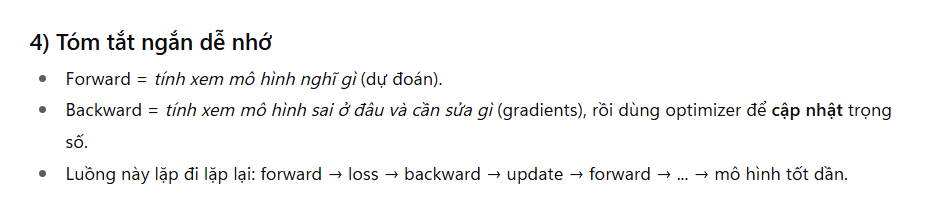 4) Tóm tắt ngắn dễ nhớ
Forward = tính xem mô hình nghĩ gì (dự đoán).
Backward = tính xem mô hình sai ở đâu và cần sửa gì (gradients), rồi dùng optimizer để cập nhật trọng
số.
Luồng này lặp đi lặp lại: forward → loss → backward → update → forward → ... → mô hình tốt dần.